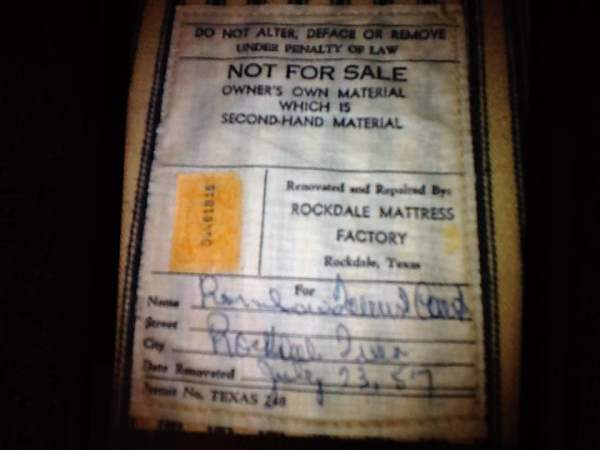 DO NOT ALTER, DEFACE OR REMOVE
UNDER PENALTY OF LAW
NOT FOR SALE
OWNER'S OWN MATERIAL
WHICH IS
SECOND-HAND MATERIAL
Renovated and Repaired By:
ROCKDALE MATTRESS
FACTORY
Rockdale, Texas
For
Name Rainbow Court
Street
City Rockdale Texas
Date Renovated July 23, 57
Permit No. TEXAS 248